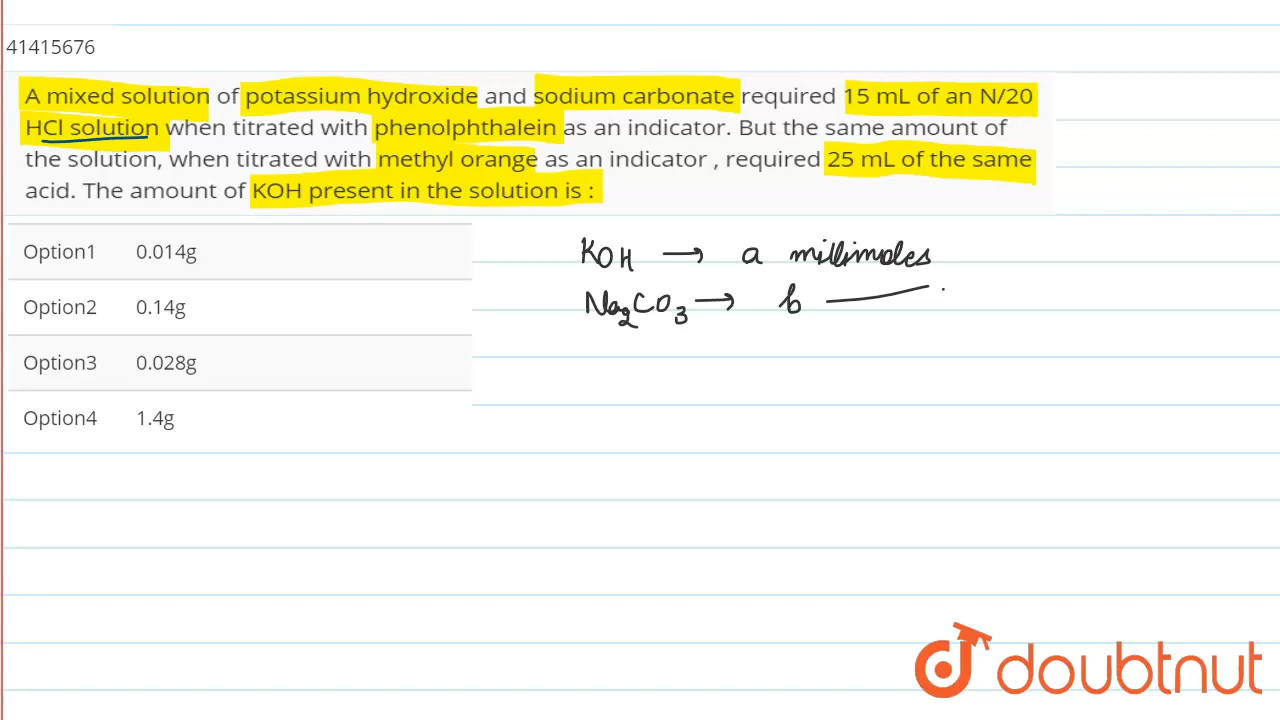 41415676
A mixed solution of potassium hydroxide and sodium carbonate required 15 mL of an N/20
HCl solution when titrated with phenolphthalein as an indicator. But the same amount of
the solution, when titrated with methyl orange as an indicator , required 25 mL of the same
acid. The amount of KOH present in the solution is :
Option1 0.014g
Option2 0.14g
Option3 0.028g
Option4 1.4g
KOH → a millimoles
Na2CO3 → b
doubtnut